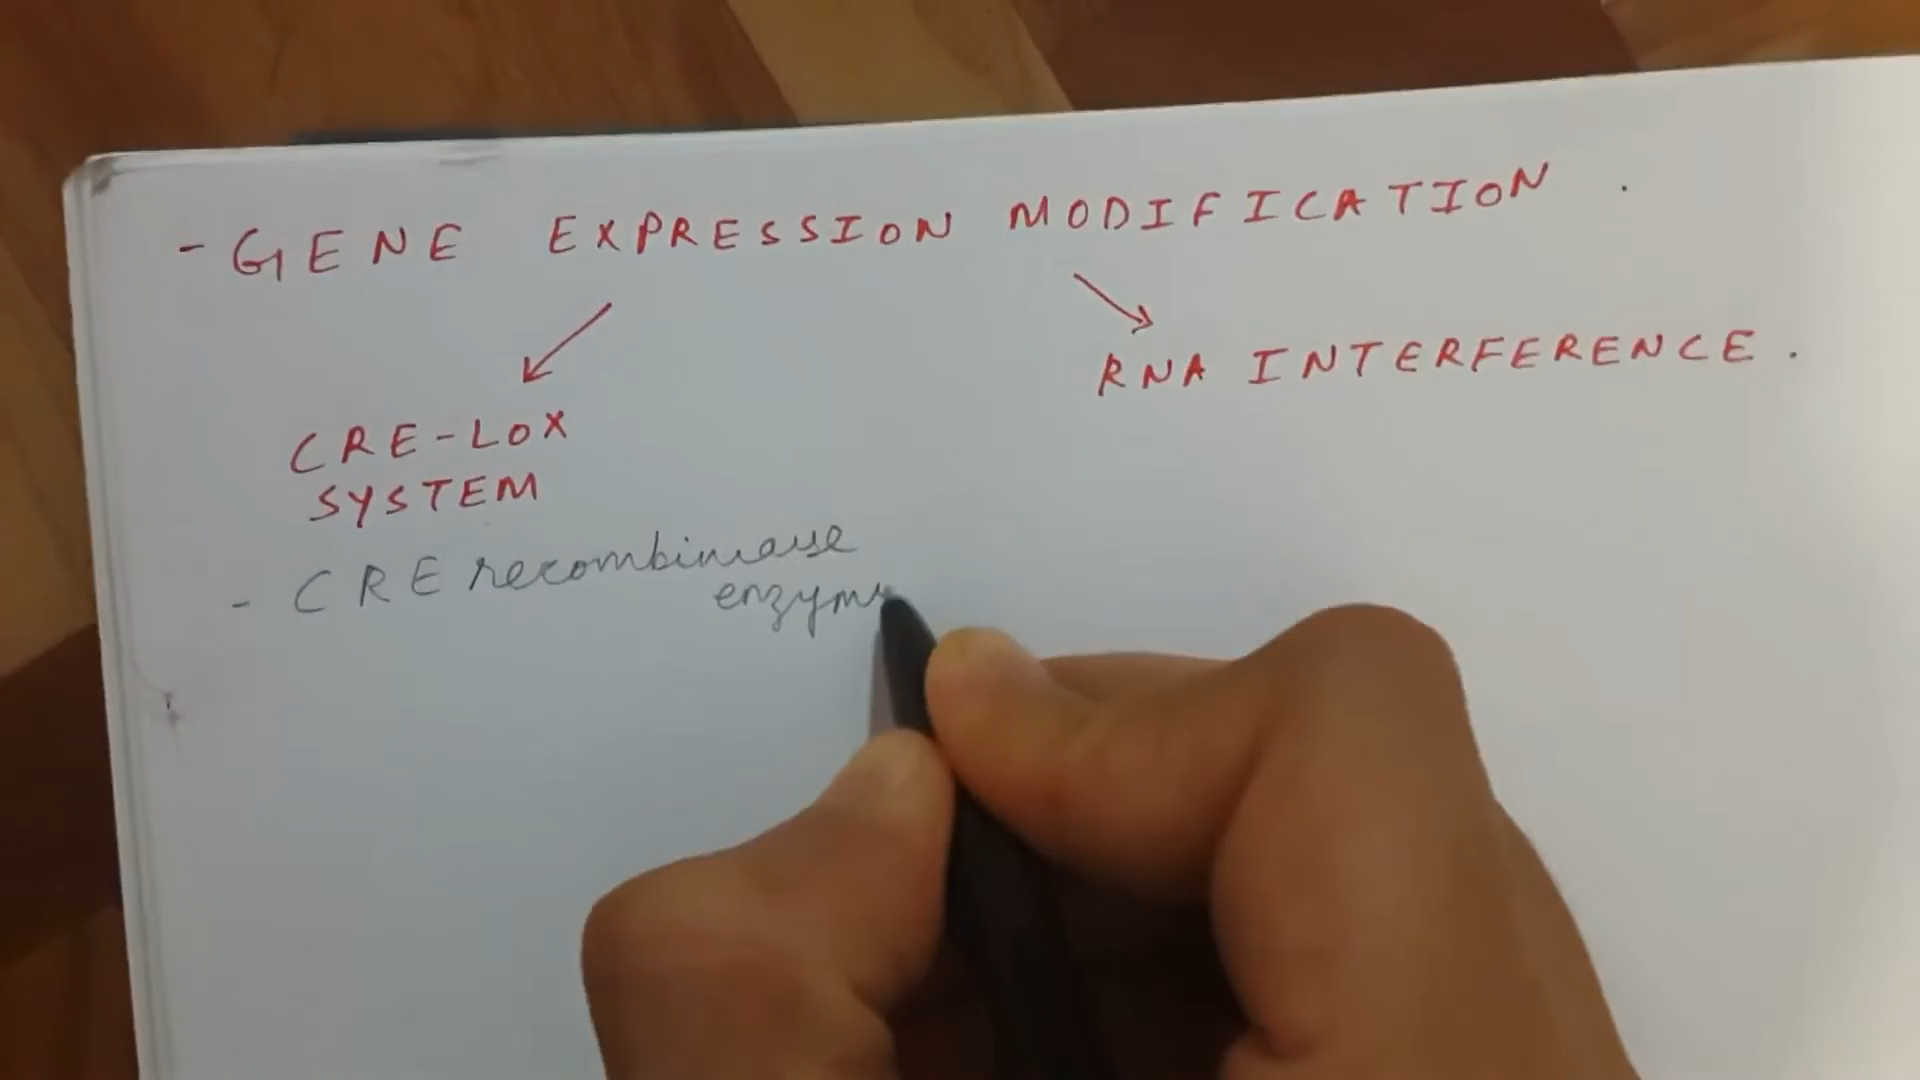 - GENE EXPRESSION MODIFICATION .
RNA INTERFERENCE .
CRE-LOX
SYSTEM
- CRE recombinase
enzyme